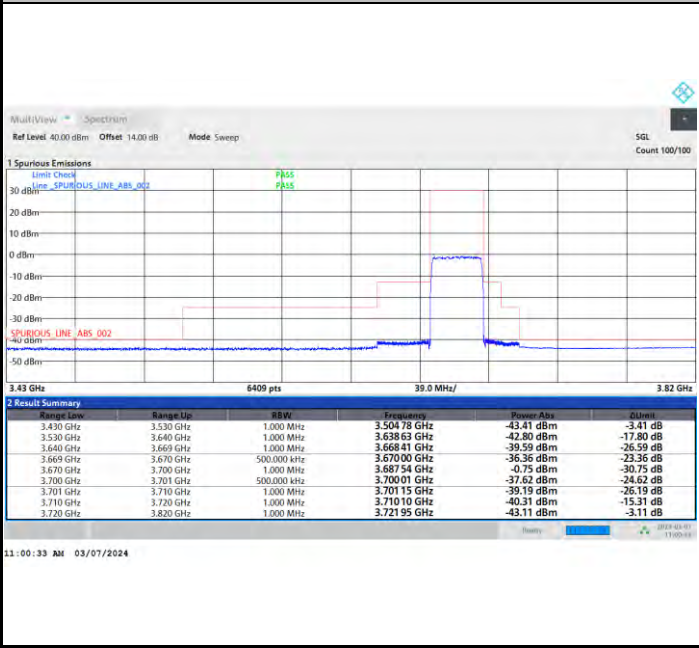 MultiView Spectrum
Ref Level 40.00 dBm Offset 14.00 dB Mode Sweep SGL
Count 100/100
1 Spurious Emissions
Limit Check PASS
Line _SPURIOUS_LINE_ABS_002 PASS
30 dBm
20 dBm
10 dBm
0 dBm
-10 dBm
-20 dBm
-30 dBm
SPURIOUS_LINE_ABS_002
-40 dBm
-50 dBm
3.43 GHz 6409 pts 39.0 MHz/ 3.82 GHz
2 Result Summary
Range Low Range Up RBW Frequency Power Abs ΔLimit
3.430 GHz 3.530 GHz 1.000 MHz 3.504 78 GHz -43.41 dBm -3.41 dB
3.530 GHz 3.640 GHz 1.000 MHz 3.638 63 GHz -42.80 dBm -17.80 dB
3.640 GHz 3.669 GHz 1.000 MHz 3.668 41 GHz -39.59 dBm -26.59 dB
3.669 GHz 3.670 GHz 500.000 kHz 3.670 00 GHz -36.36 dBm -23.36 dB
3.670 GHz 3.700 GHz 1.000 MHz 3.687 54 GHz -0.75 dBm -30.75 dB
3.700 GHz 3.701 GHz 500.000 kHz 3.700 01 GHz -37.62 dBm -24.62 dB
3.701 GHz 3.710 GHz 1.000 MHz 3.701 15 GHz -39.19 dBm -26.19 dB
3.710 GHz 3.720 GHz 1.000 MHz 3.710 10 GHz -40.31 dBm -15.31 dB
3.720 GHz 3.820 GHz 1.000 MHz 3.721 95 GHz -43.11 dBm -3.11 dB
Ready
11:00:33 AM 03/07/2024